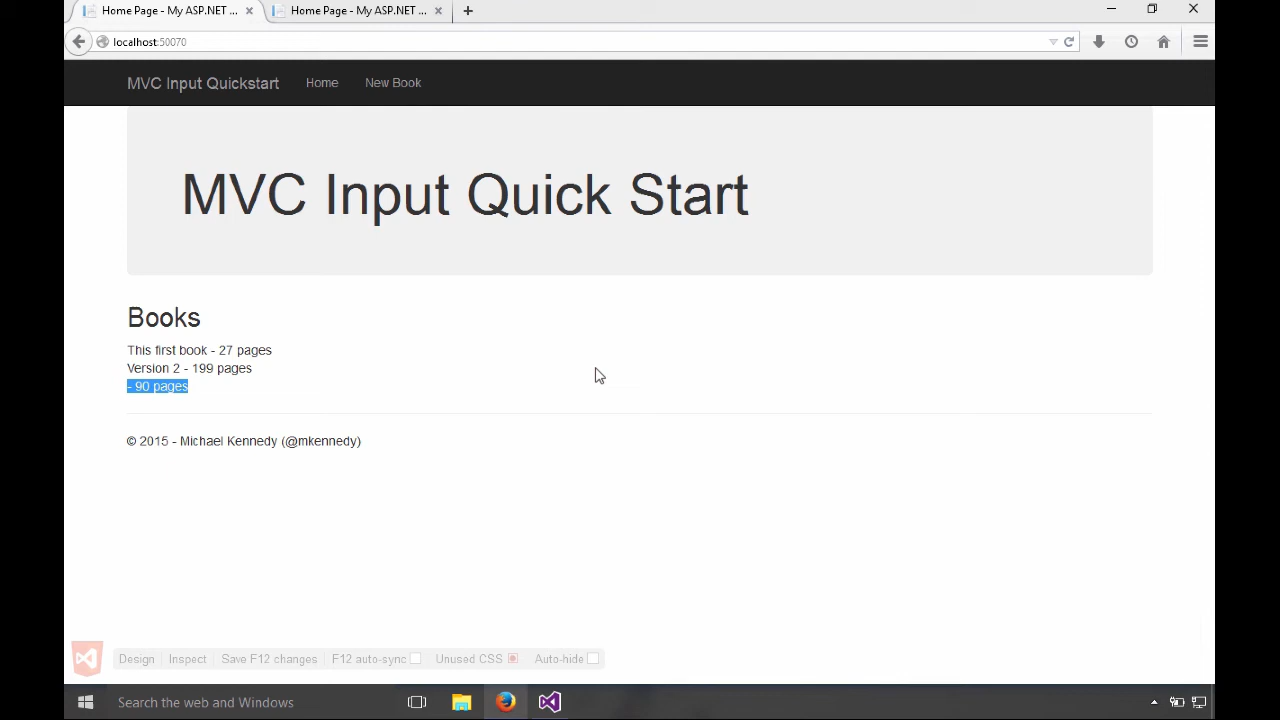 Home Page - My ASP.NET ...
Home Page - My ASP.NET ...
localhost:50070
MVC Input Quickstart
Home
New Book
MVC Input Quick Start
Books
This first book - 27 pages
Version 2 - 199 pages
- 90 pages
© 2015 - Michael Kennedy (@mkennedy)
Design
Inspect
Save F12 changes
F12 auto-sync
Unused CSS
Auto-hide
Search the web and Windows